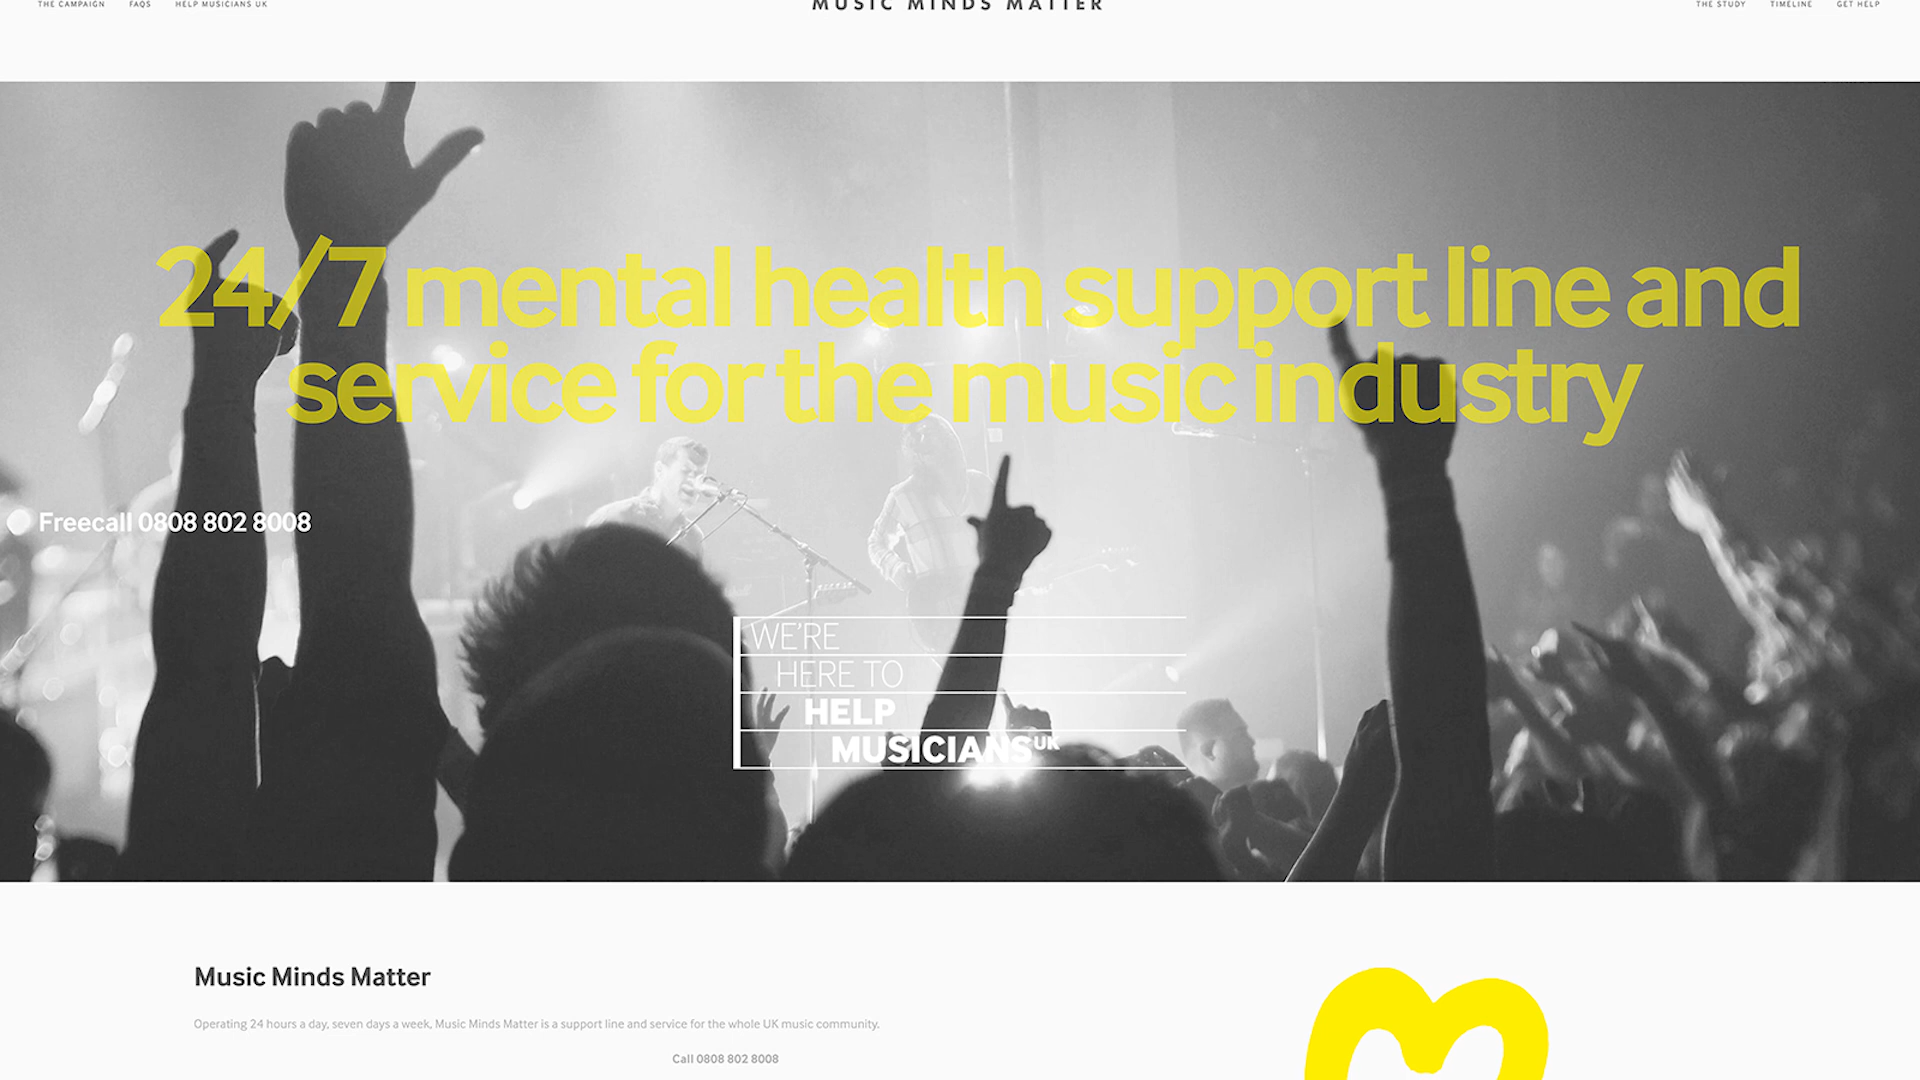 THE CAMPAIGN FAQS HELP MUSICIANS UK
MUSIC MINDS MATTER
THE STUDY TIMELINE GET HELP
24/7 mental health support line and
service for the music industry
Freecall 0808 802 8008
WE'RE
HERE TO
HELP
MUSICIANS UK
Music Minds Matter
Operating 24 hours a day, seven days a week, Music Minds Matter is a support line and service for the whole UK music community.
Call 0808 802 8008